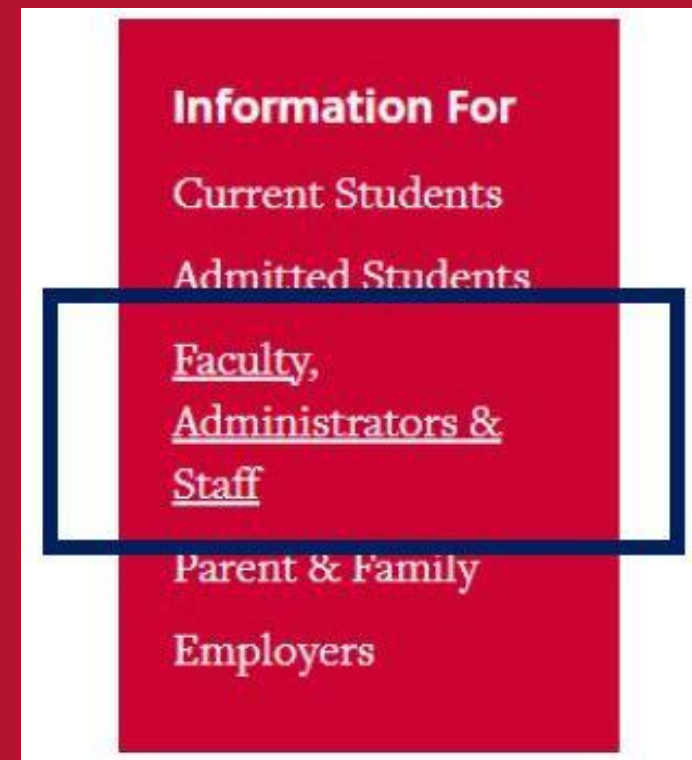 Information For
Current Students
Admitted Students
Faculty,
Administrators &
Staff
Parent & Family
Employers